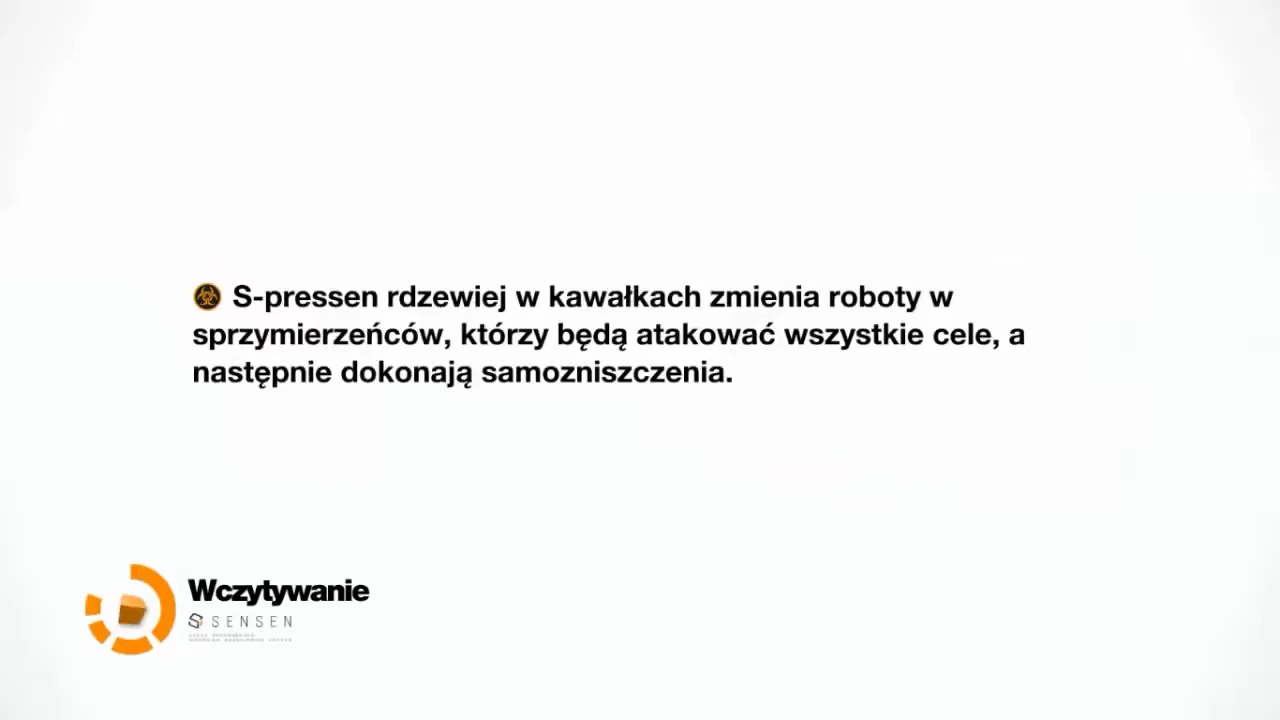 S-pressen rdzewiej w kawałkach zmienia roboty w
sprzymierzeńców, którzy będą atakować wszystkie cele, a
następnie dokonają samozniszczenia.
Wczytywanie
SENSEN